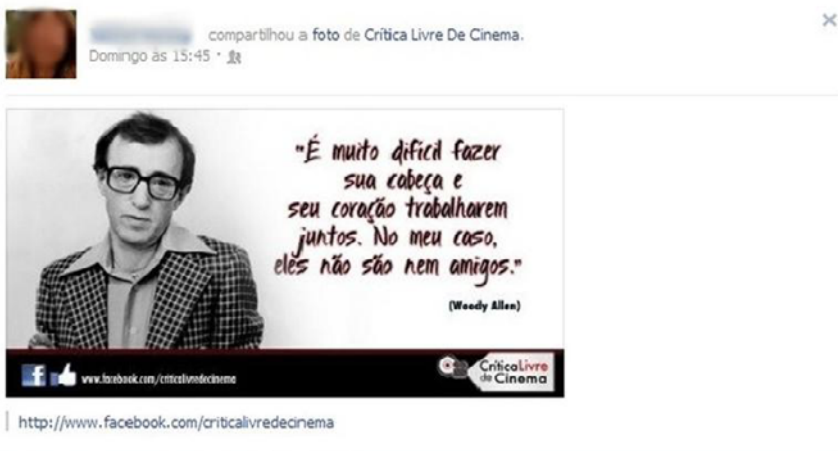 compartilhou a foto de Crítica Livre De Cinema.
Domingo às 15:45 ·
"É muito difícil fazer
sua cabeça e
seu coração trabalharem
juntos. No meu caso,
eles não são nem amigos."
(Woody Allen)
f
www.facebook.com/criticalivredecinema
CríticaLivre
de Cinema
http://www.facebook.com/criticalivredecinema